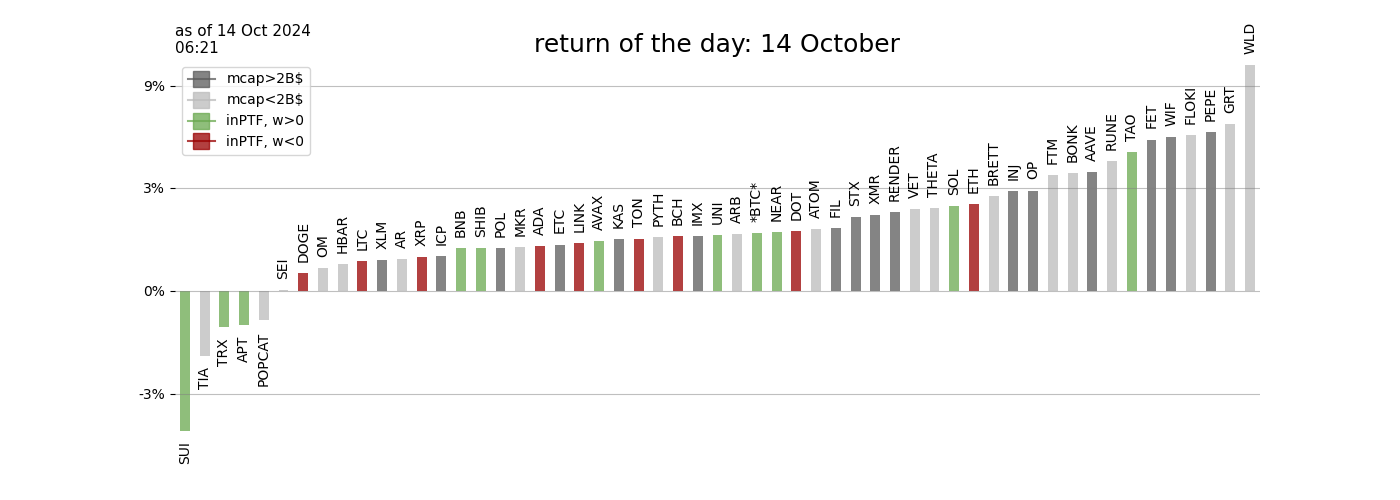 as of 14 Oct 2024
06:21
return of the day: 14 October
mcap>2B$
mcap<2B$
inPTF, w>0
inPTF, w<0
9%
3%
0%
-3%
SUI
TIA
TRX
APT
POPCAT
SEI
DOGE
OM
HBAR
LTC
XLM
AR
XRP
ICP
BNB
SHIB
POL
MKR
ADA
ETC
LINK
AVAX
KAS
TON
PYTH
BCH
IMX
UNI
ARB
*BTC*
NEAR
DOT
ATOM
FIL
STX
XMR
RENDER
VET
THETA
SOL
ETH
BRETT
INJ
OP
FTM
BONK
AAVE
RUNE
TAO
FET
WIF
FLOKI
PEPE
GRT
WLD